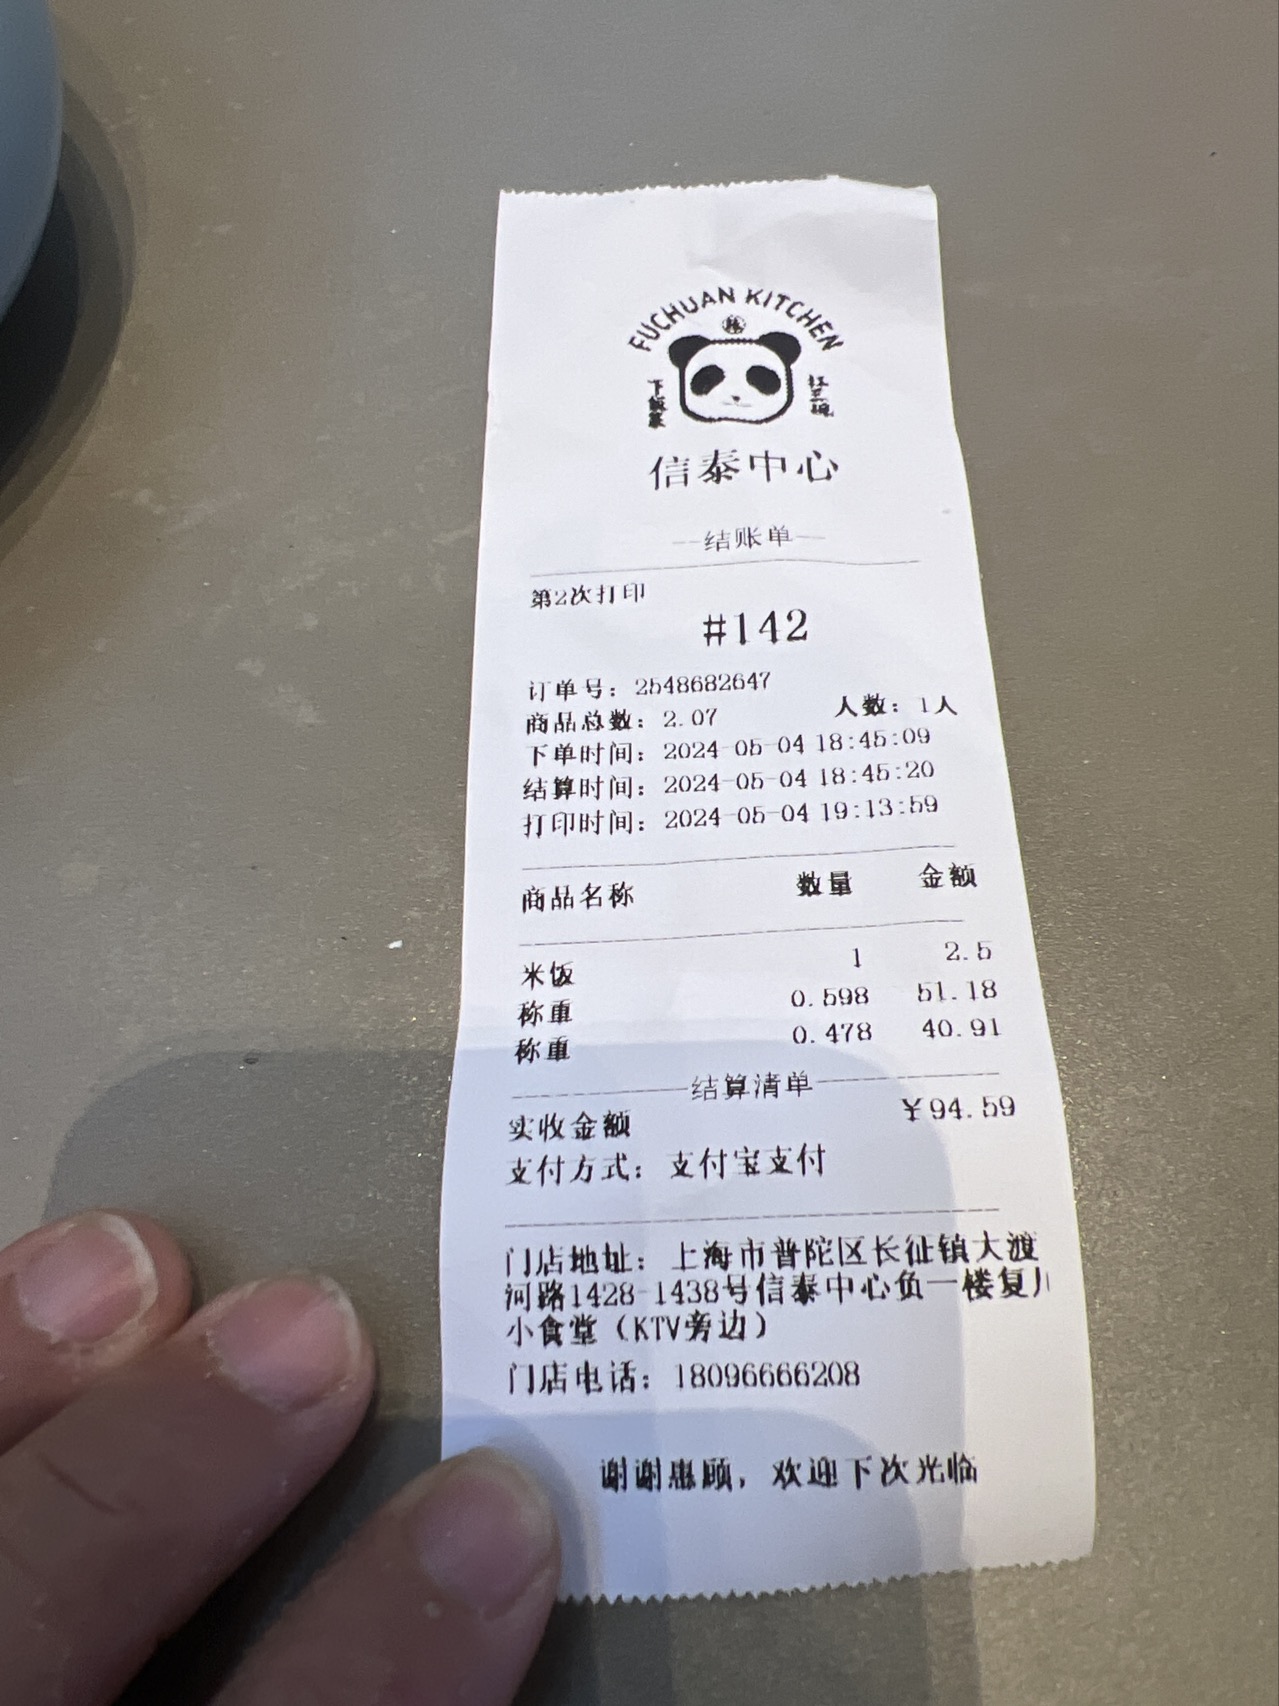 FUCHUAN KITCHEN
下饭菜
信泰中心
结账单
第2次打印
#142
订单号：2548682647
商品总数：2.07 人数：1人
下单时间：2024-05-04 18:45:09
结算时间：2024-05-04 18:45:20
打印时间：2024-05-04 19:13:59
商品名称 数量 金额
米饭 1 2.5
称重 0.598 51.18
称重 0.478 40.91
结算清单
实收金额 ￥94.59
支付方式：支付宝支付
门店地址：上海市普陀区长征镇大渡
河路1428-1438号信泰中心负一楼复川
小食堂（KTV旁边）
门店电话：18096666208
谢谢惠顾，欢迎下次光临